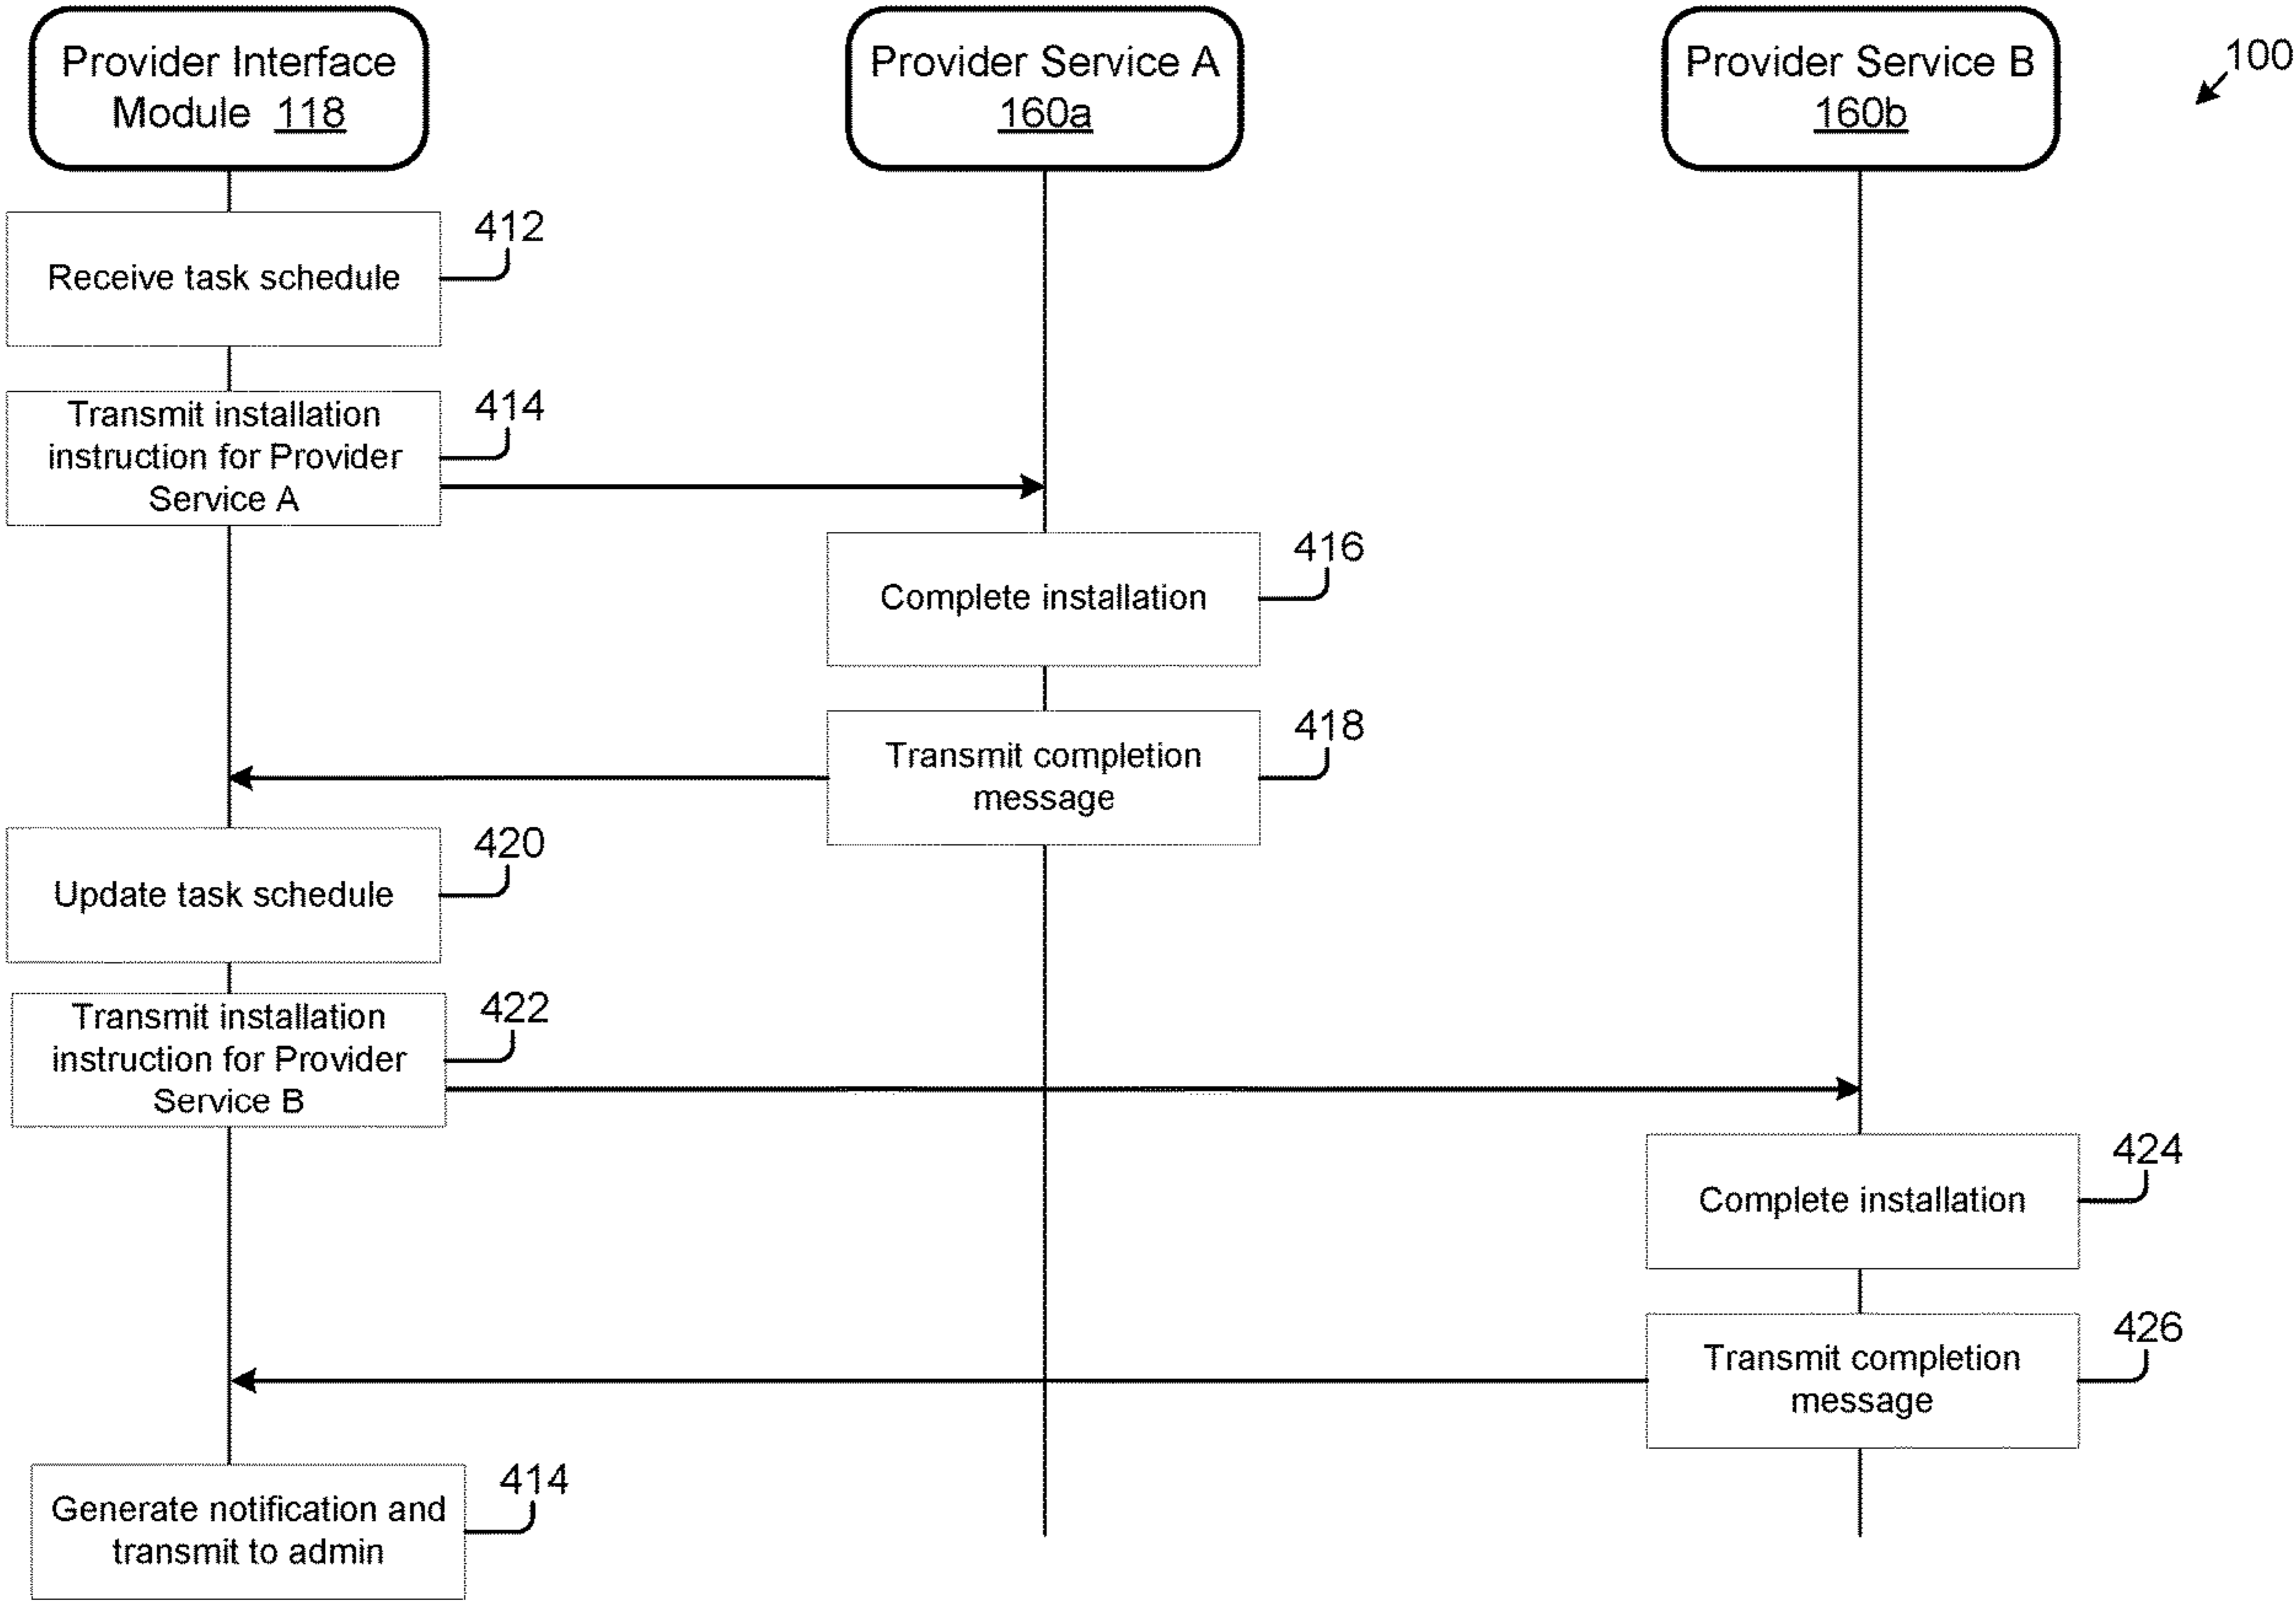 Provider Interface
Module 118
Provider Service A
160a
Provider Service B
160b
100
412
Receive task schedule
414
Transmit installation
instruction for Provider
Service A
416
Complete installation
418
Transmit completion
message
420
Update task schedule
422
Transmit installation
instruction for Provider
Service B
424
Complete installation
426
Transmit completion
message
414
Generate notification and
transmit to admin